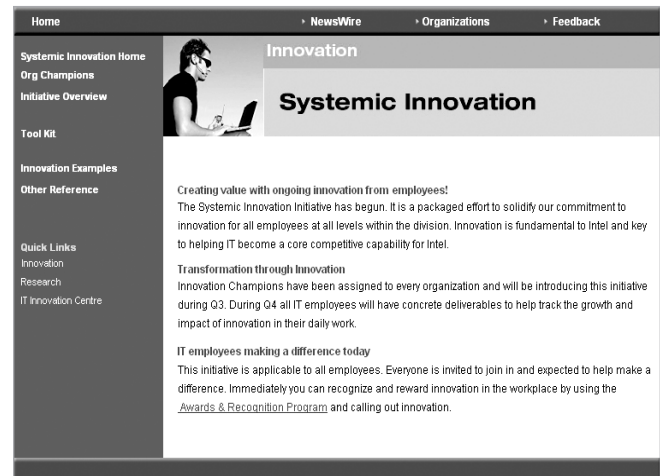 Home
NewsWire
Organizations
Feedback
Systemic Innovation Home
Org Champions
Initiative Overview
Tool Kit
Innovation Examples
Other Reference
Quick Links
Innovation
Research
IT Innovation Centre
Innovation
Systemic Innovation
Creating value with ongoing innovation from employees!
The Systemic Innovation Initiative has begun. It is a packaged effort to solidify our commitment to
innovation for all employees at all levels within the division. Innovation is fundamental to Intel and key
to helping IT become a core competitive capability for Intel.
Transformation through Innovation
Innovation Champions have been assigned to every organization and will be introducing this initiative
during Q3. During Q4 all IT employees will have concrete deliverables to help track the growth and
impact of innovation in their daily work.
IT employees making a difference today
This initiative is applicable to all employees. Everyone is invited to join in and expected to help make a
difference. Immediately you can recognize and reward innovation in the workplace by using the
Awards & Recognition Program and calling out innovation.